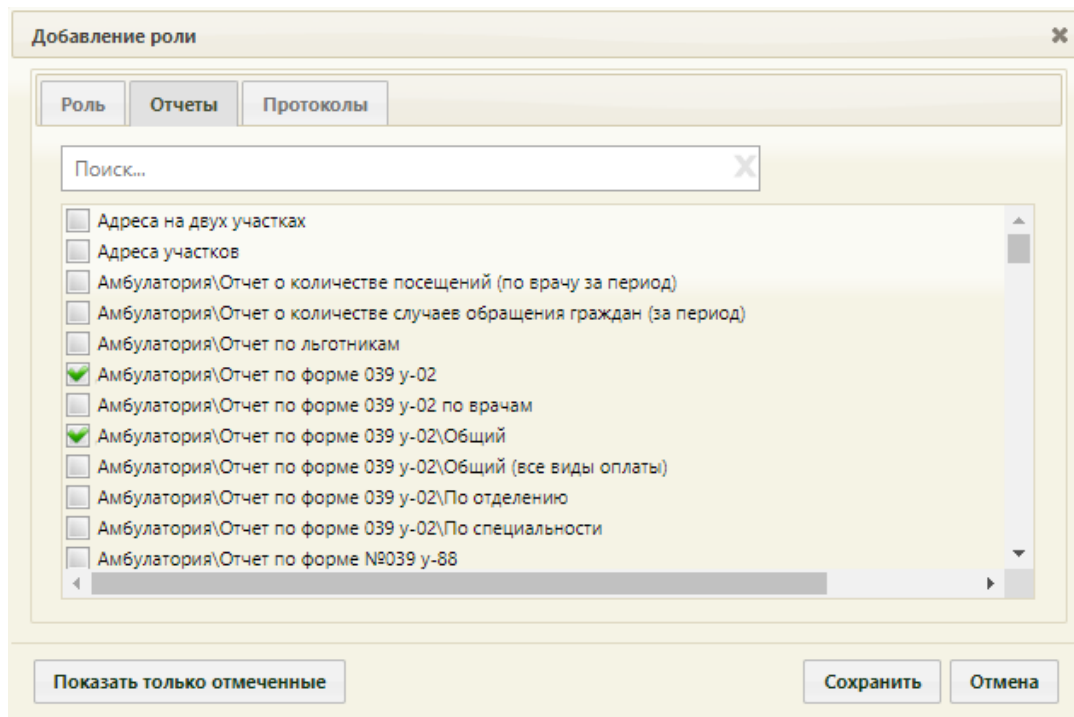 Добавление роли
Роль Отчеты Протоколы
Поиск...
Адреса на двух участках
Адреса участков
Амбулатория\Отчет о количестве посещений (по врачу за период)
Амбулатория\Отчет о количестве случаев обращения граждан (за период)
Амбулатория\Отчет по льготникам
Амбулатория\Отчет по форме 039 у-02
Амбулатория\Отчет по форме 039 у-02 по врачам
Амбулатория\Отчет по форме 039 у-02\Общий
Амбулатория\Отчет по форме 039 у-02\Общий (все виды оплаты)
Амбулатория\Отчет по форме 039 у-02\По отделению
Амбулатория\Отчет по форме 039 у-02\По специальности
Амбулатория\Отчет по форме №039 у-88
Показать только отмеченные Сохранить Отмена